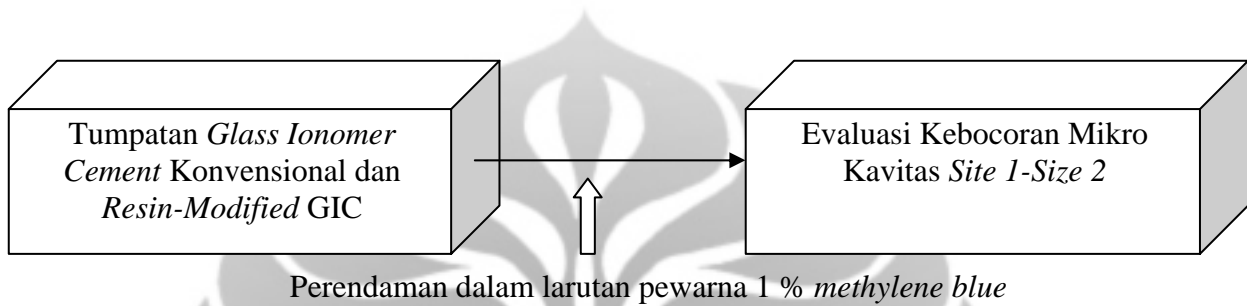 Tumpatan Glass Ionomer
Cement Konvensional dan
Resin-Modified GIC
Evaluasi Kebocoran Mikro
Kavitas Site 1-Size 2
Perendaman dalam larutan pewarna 1 % methylene blue